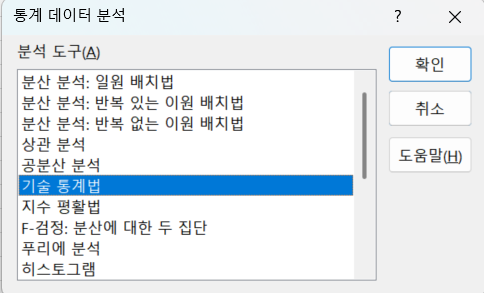 통계 데이터 분석
?
분석 도구(A)
확인
취소
도움말(H)
분산 분석: 일원 배치법
분산 분석: 반복 있는 이원 배치법
분산 분석: 반복 없는 이원 배치법
상관 분석
공분산 분석
기술 통계법
지수 평활법
F-검정: 분산에 대한 두 집단
푸리에 분석
히스토그램